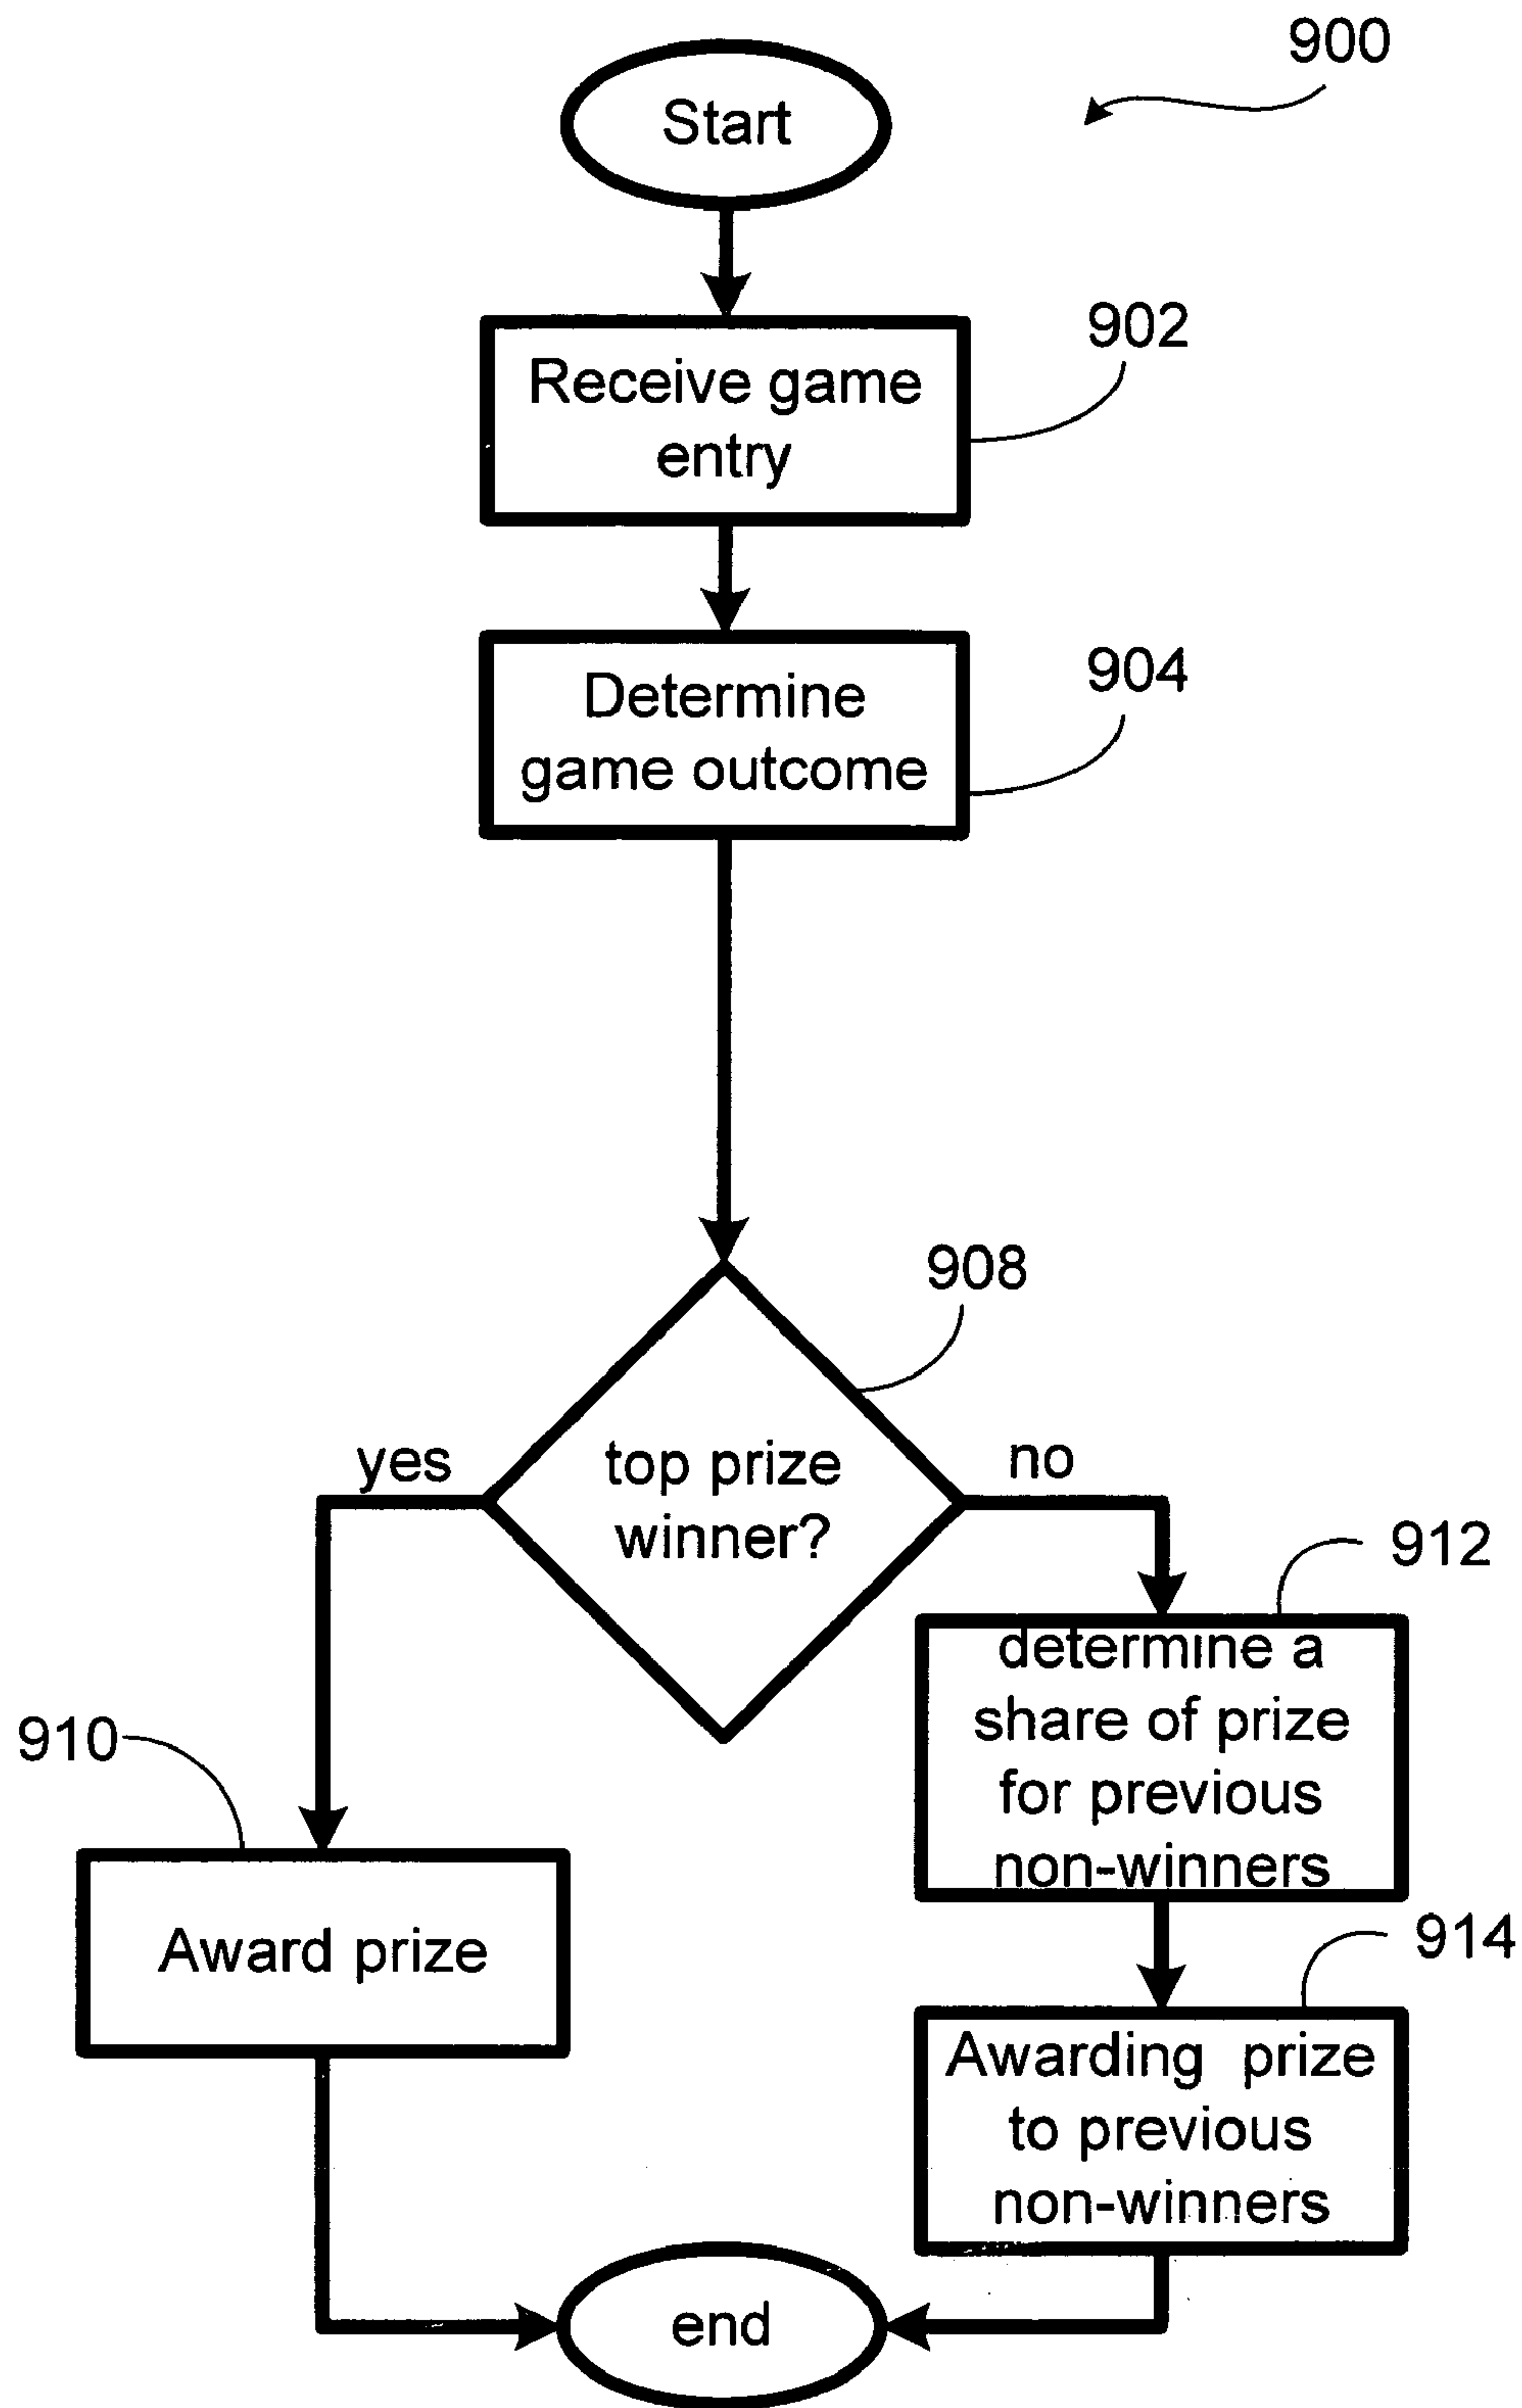 900
Start
902
Receive game
entry
904
Determine
game outcome
908
yes
top prize
winner?
no
912
determine a
share of prize
for previous
non-winners
910
Award prize
914
Awarding prize
to previous
non-winners
end